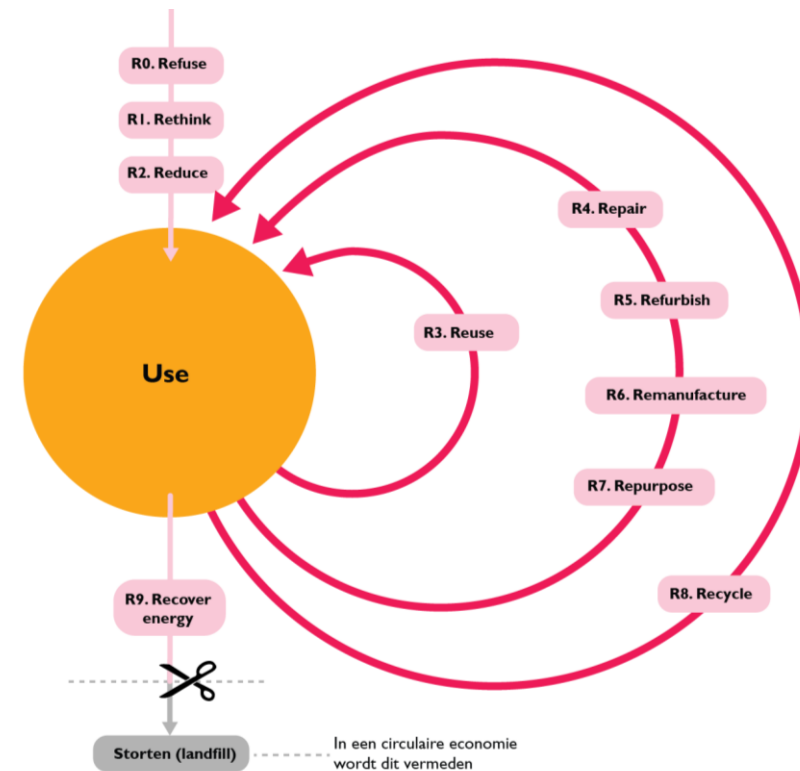 R0. Refuse
R1. Rethink
R2. Reduce
R4. Repair
R5. Refurbish
R3. Reuse
Use
R6. Remanufacture
R7. Repurpose
R8. Recycle
R9. Recover
energy
Storten (landfill)
In een circulaire economie
wordt dit vermeden